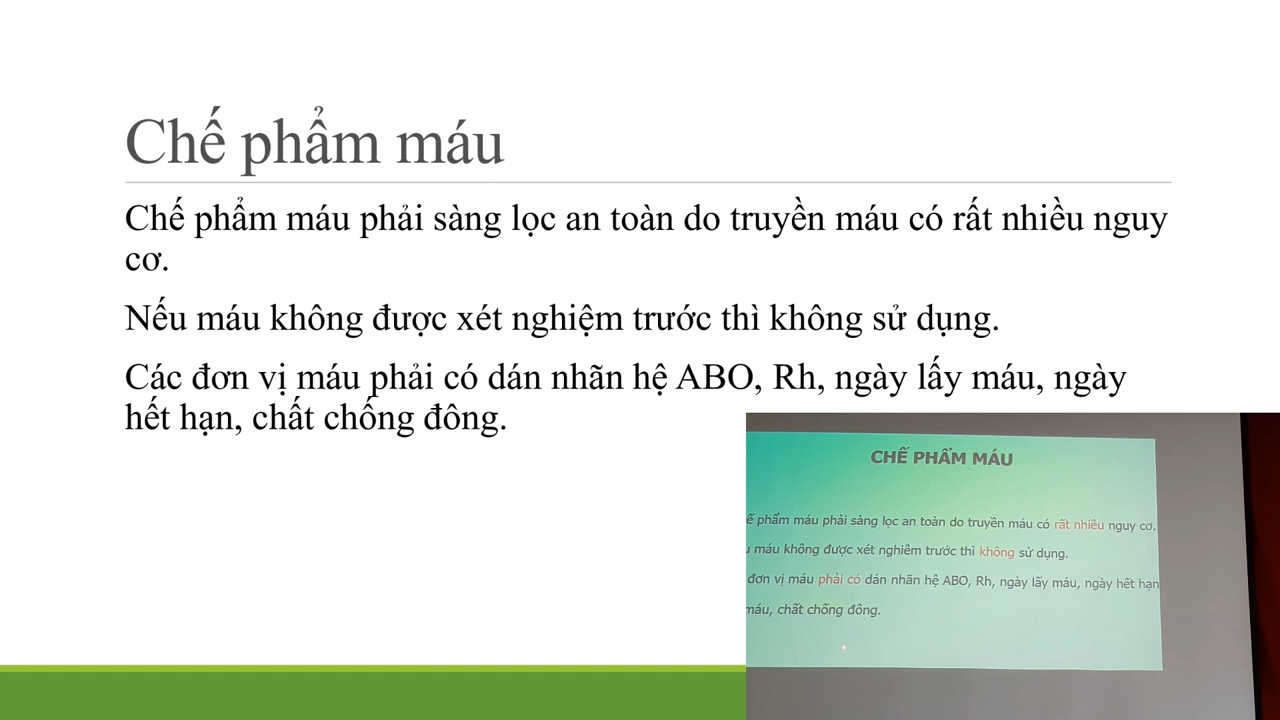 Chế phẩm máu
Chế phẩm máu phải sàng lọc an toàn do truyền máu có rất nhiều nguy
cơ.
Nếu máu không được xét nghiệm trước thì không sử dụng.
Các đơn vị máu phải có dán nhãn hệ ABO, Rh, ngày lấy máu, ngày
hết hạn, chất chống đông.
CHẾ PHẨM MÁU
phẩm máu phải sàng lọc an toàn do truyền máu có rất nhiều nguy cơ.
máu không được xét nghiêm trước thì không sử dụng.
đơn vị máu phải có dán nhãn hệ ABO, Rh, ngày lấy máu, ngày hết hạn
máu, chất chống đông.